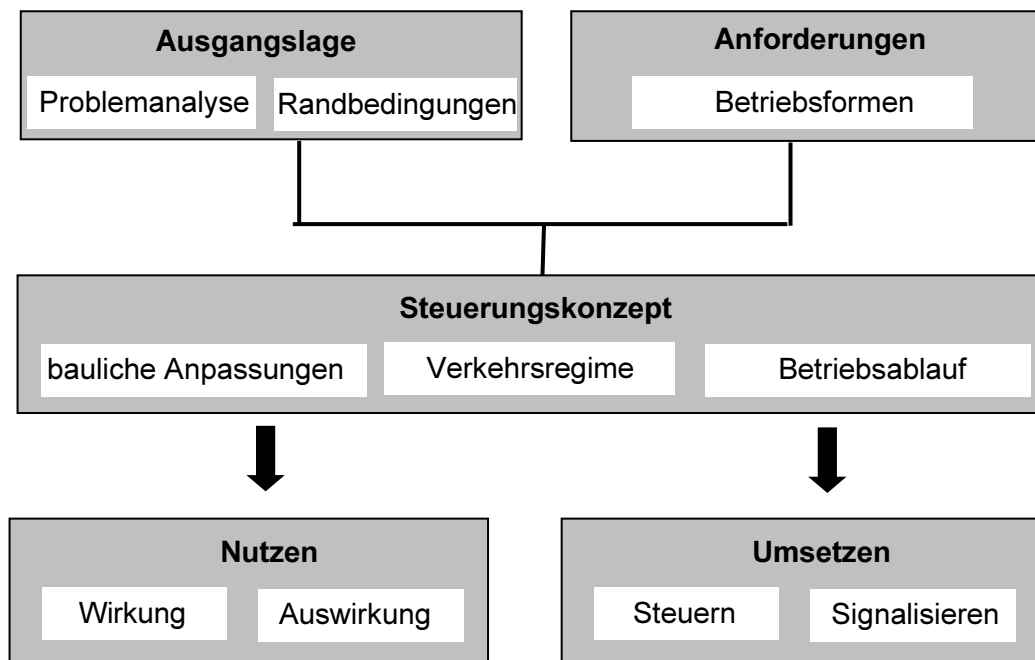 Ausgangslage
Problemanalyse
Randbedingungen
Anforderungen
Betriebsformen
Steuerungskonzept
bauliche Anpassungen
Verkehrsregime
Betriebsablauf
Nutzen
Wirkung
Auswirkung
Umsetzen
Steuern
Signalisieren